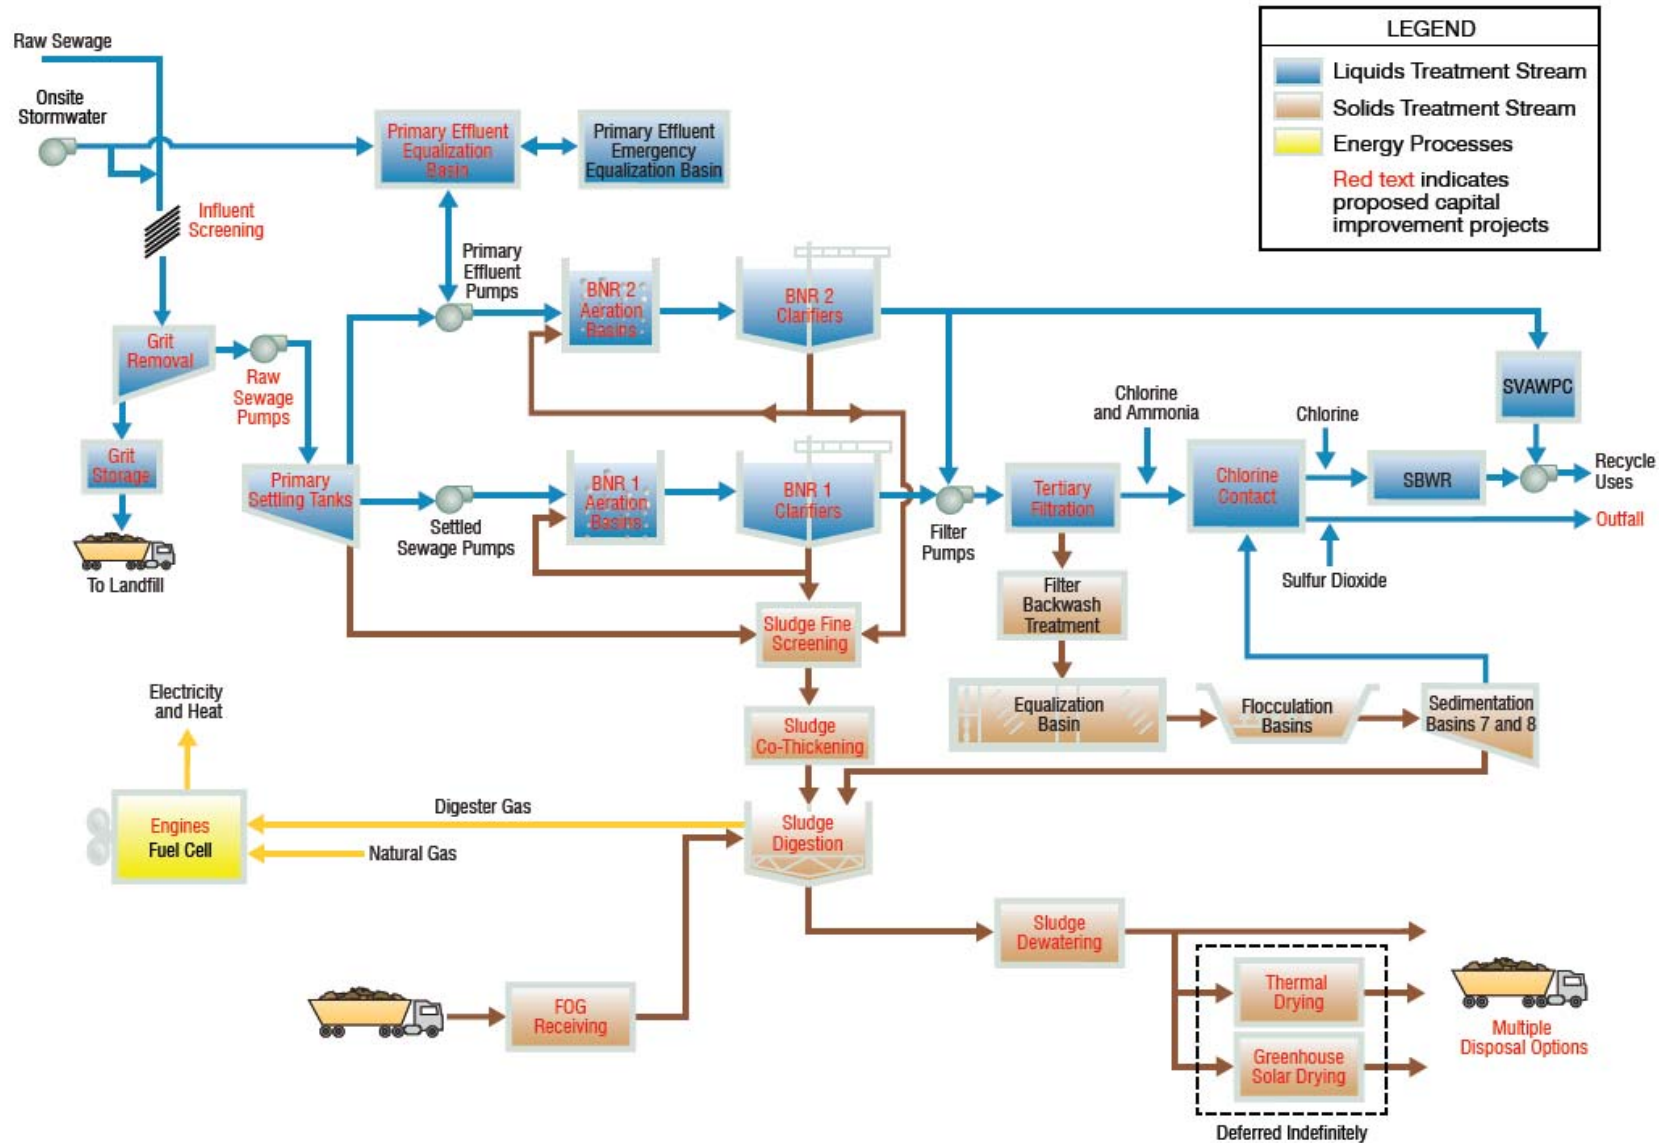 Raw Sewage
Onsite
Stormwater
Influent
Screening
Grit
Removal
Raw
Sewage
Pumps
Grit
Storage
To Landfill
Primary
Settling Tanks
Primary Effluent
Equalization
Basin
Primary Effluent
Emergency
Equalization Basin
Primary
Effluent
Pumps
BNR 2
Aeration
Basins
BNR 2
Clarifiers
Settled
Sewage Pumps
BNR 1
Aeration
Basins
BNR 1
Clarifiers
Filter
Pumps
Tertiary
Filtration
Chlorine
and Ammonia
Chlorine
Contact
Chlorine
SBWR
SVAWPC
Recycle
Uses
Outfall
Sulfur Dioxide
Filter
Backwash
Treatment
Equalization
Basin
Flocculation
Basins
Sedimentation
Basins 7 and 8
Sludge Fine
Screening
Sludge
Co-Thickening
Sludge
Digestion
Digester Gas
Natural Gas
Electricity
and Heat
Engines
Fuel Cell
FOG
Receiving
Sludge
Dewatering
Thermal
Drying
Greenhouse
Solar Drying
Deferred Indefinitely
Multiple
Disposal Options
LEGEND
Liquids Treatment Stream
Solids Treatment Stream
Energy Processes
Red text indicates
proposed capital
improvement projects